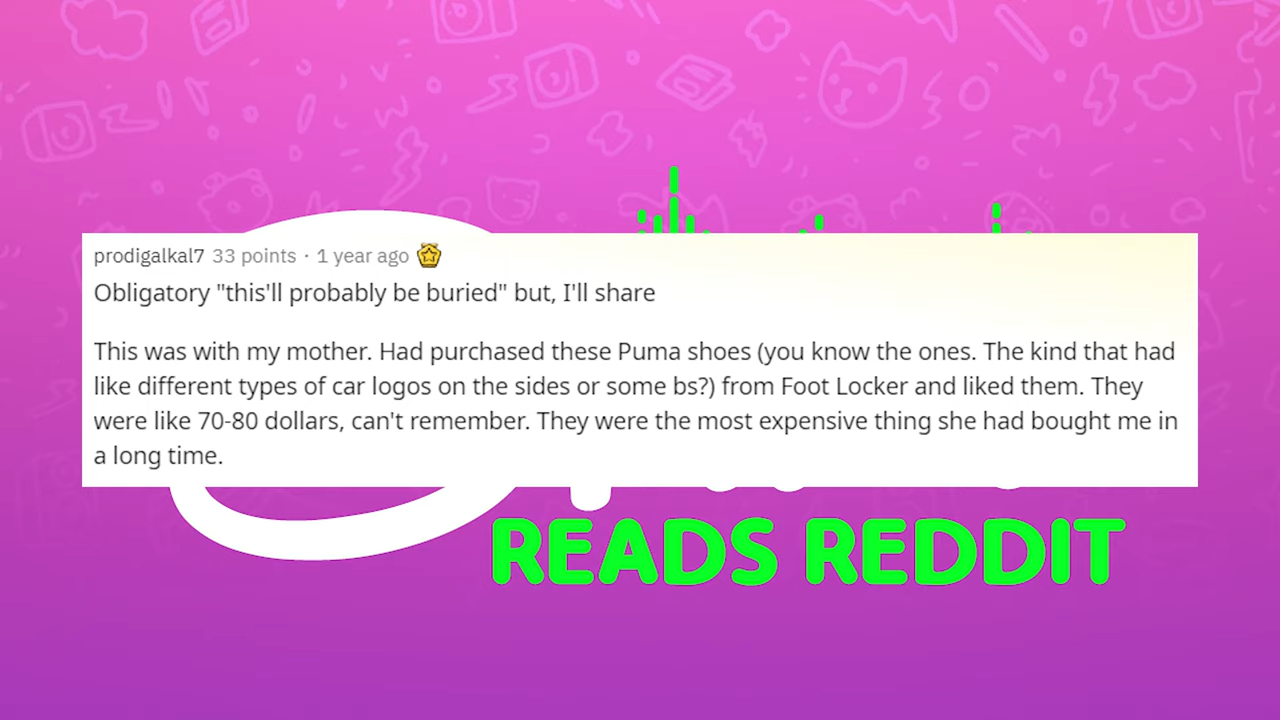 prodigalkal7 33 points · 1 year ago
Obligatory "this'll probably be buried" but, I'll share
This was with my mother. Had purchased these Puma shoes (you know the ones. The kind that had
like different types of car logos on the sides or some bs?) from Foot Locker and liked them. They
were like 70-80 dollars, can't remember. They were the most expensive thing she had bought me in
a long time.
READS REDDIT